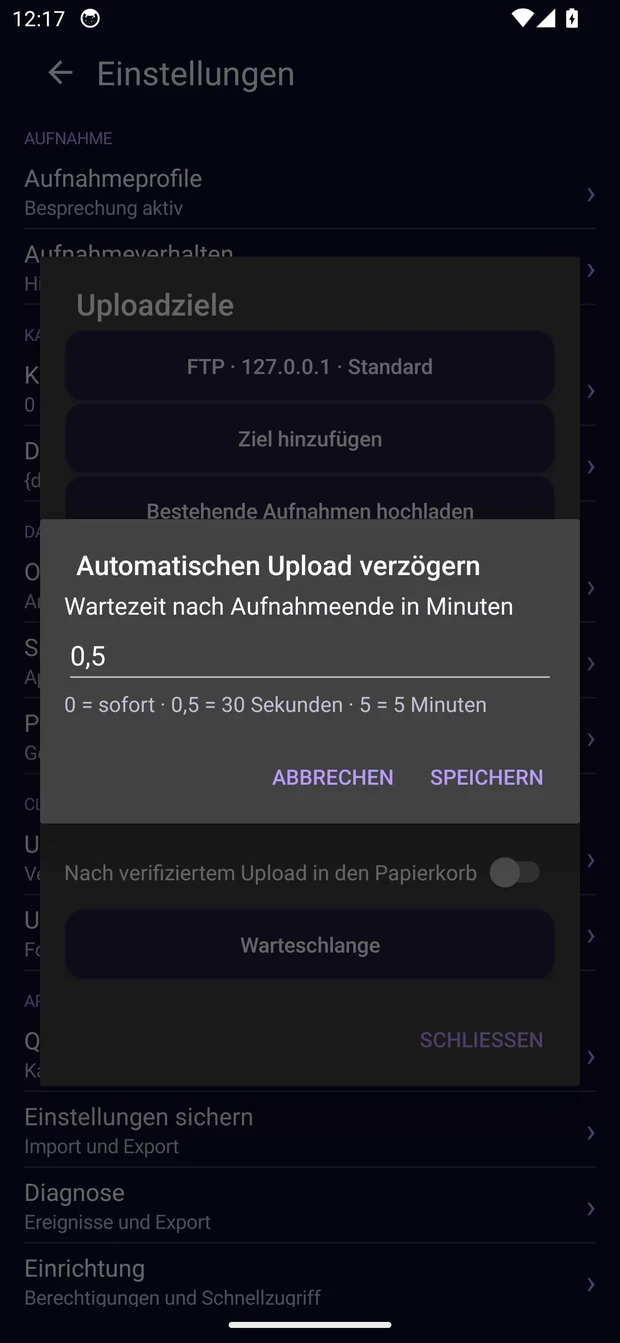 12:17
Einstellungen
AUFNAHME
Aufnahmeprofile
Besprechung aktiv
Aufnahmeverhalten
Uploadziele
FTP · 127.0.0.1 · Standard
Ziel hinzufügen
Bestehende Aufnahmen hochladen
Automatischen Upload verzögern
Wartezeit nach Aufnahmeende in Minuten
0,5
0 = sofort · 0,5 = 30 Sekunden · 5 = 5 Minuten
ABBRECHEN
SPEICHERN
Nach verifiziertem Upload in den Papierkorb
Warteschlange
SCHLIESSEN
Einstellungen sichern
Import und Export
Diagnose
Ereignisse und Export
Einrichtung
Berechtigungen und Schnellzugriff